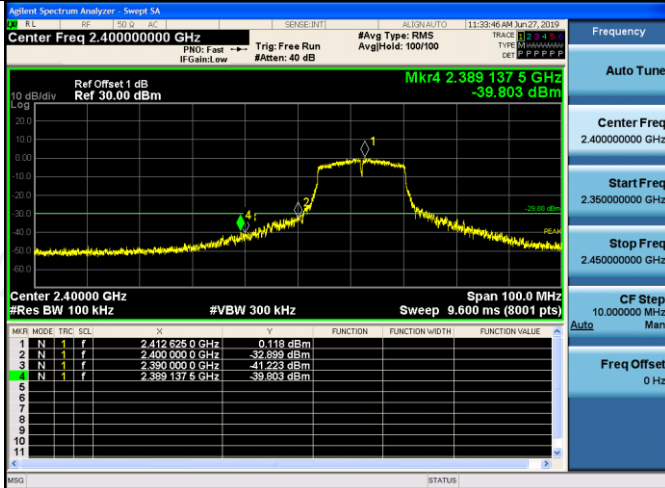 Agilent Spectrum Analyzer - Swept SA
RL RF 50 Ω AC SENSE:INT ALIGN AUTO 11:33:46 AM Jun 27, 2019
Center Freq 2.400000000 GHz
PNO: Fast
IFGain:Low
Trig: Free Run
#Atten: 40 dB
#Avg Type: RMS
Avg|Hold: 100/100
TRACE 1 2 3 4 5 6
TYPE M
DET P P P P P P
Ref Offset 1 dB
10 dB/div Ref 30.00 dBm
Log
Mkr4 2.389 137 5 GHz
-39.803 dBm
20.0
10.0
0.00
-10.0
-20.0
-30.0
-40.0
-50.0
-60.0
1
2
4
-29.88 dBm
PEAK
Center 2.40000 GHz Span 100.0 MHz
#Res BW 100 kHz #VBW 300 kHz Sweep 9.600 ms (8001 pts)
MKR MODE TRC SCL X Y FUNCTION FUNCTION WIDTH FUNCTION VALUE
1 N 1 f 2.412 625 0 GHz 0.118 dBm
2 N 1 f 2.400 000 0 GHz -32.899 dBm
3 N 1 f 2.390 000 0 GHz -41.223 dBm
4 N 1 f 2.389 137 5 GHz -39.803 dBm
5
6
7
8
9
10
11
MSG STATUS
Frequency
Auto Tune
Center Freq
2.400000000 GHz
Start Freq
2.350000000 GHz
Stop Freq
2.450000000 GHz
CF Step
10.000000 MHz
Auto Man
Freq Offset
0 Hz